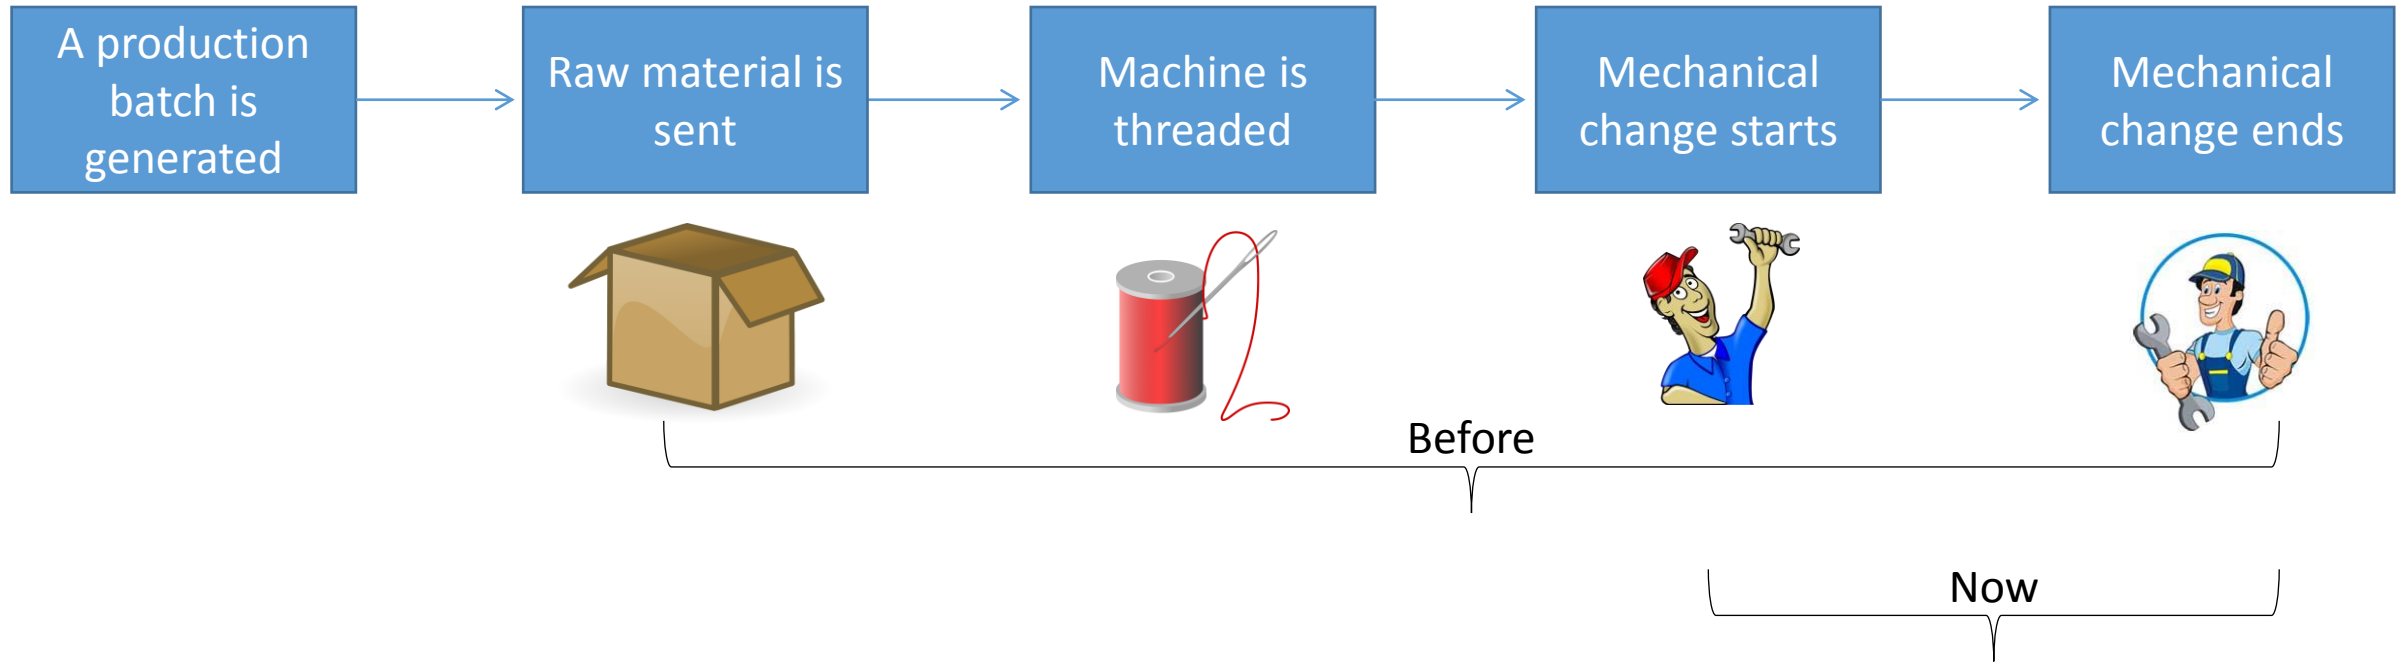 A production
batch is
generated
Raw material is
sent
Machine is
threaded
Mechanical
change starts
Mechanical
change ends
Before
Now